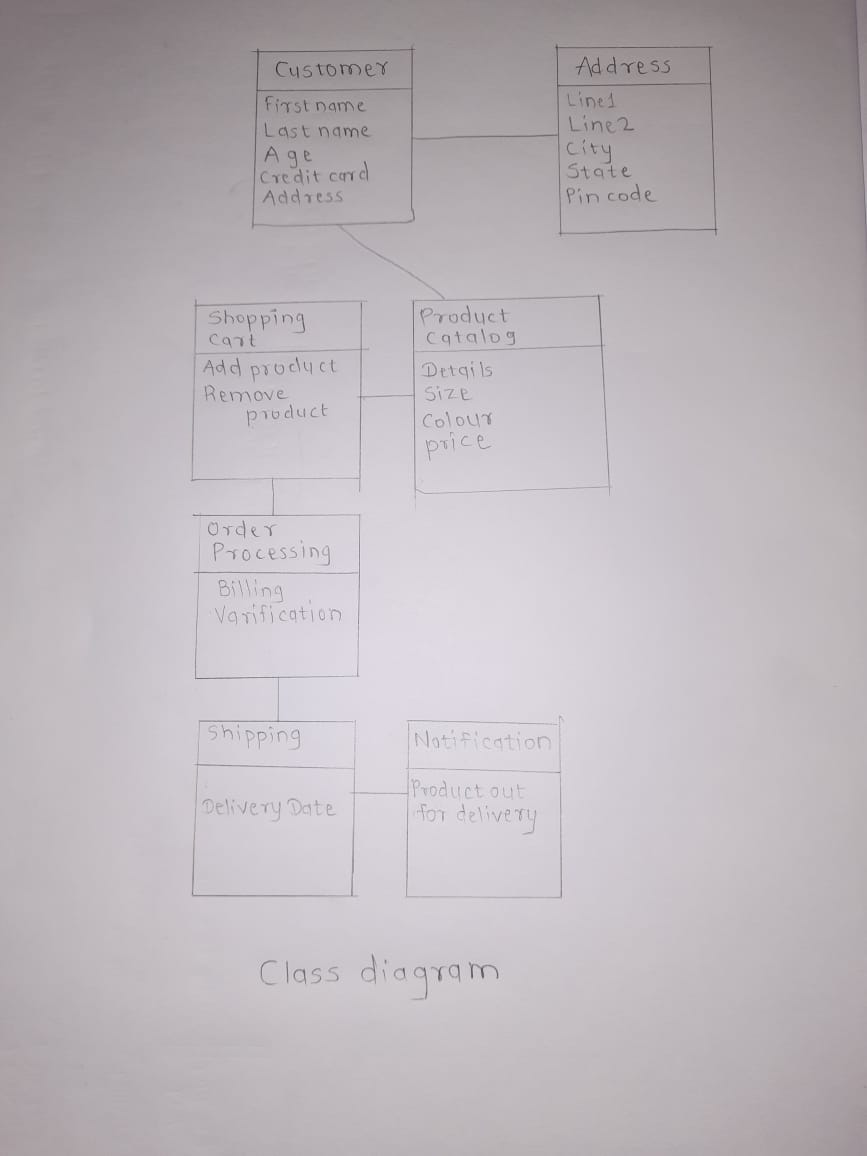 Customer
First name
Last name
Age
Credit card
Address
Address
Line1
Line2
City
State
Pin code
Shopping
Cart
Add product
Remove
product
Product
Catalog
Details
Size
Colour
price
Order
Processing
Billing
Varification
Shipping
Delivery Date
Notification
Product out
for delivery
Class diagram